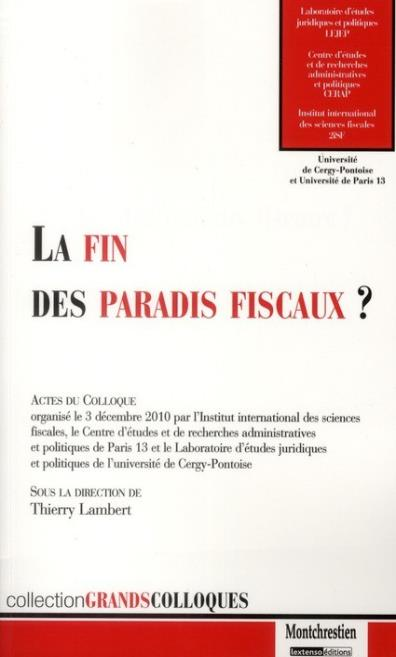 Laboratoire d'études
juridiques et politiques
LEJEP
Centre d'études
et de recherches
administratives
et politiques
CERAP
Institut international
des sciences fiscales
2iSF
Université
de Cergy-Pontoise
et Université de Paris 13
LA FIN
DES PARADIS FISCAUX ?
ACTES DU COLLOQUE
organisé le 3 décembre 2010 par l'Institut international des sciences
fiscales, le Centre d'études et de recherches administratives
et politiques de Paris 13 et le Laboratoire d'études juridiques
et politiques de l'université de Cergy-Pontoise
SOUS LA DIRECTION DE
Thierry Lambert
collectionGRANDSCOLLOQUES
Montchrestien
lextensoéditions